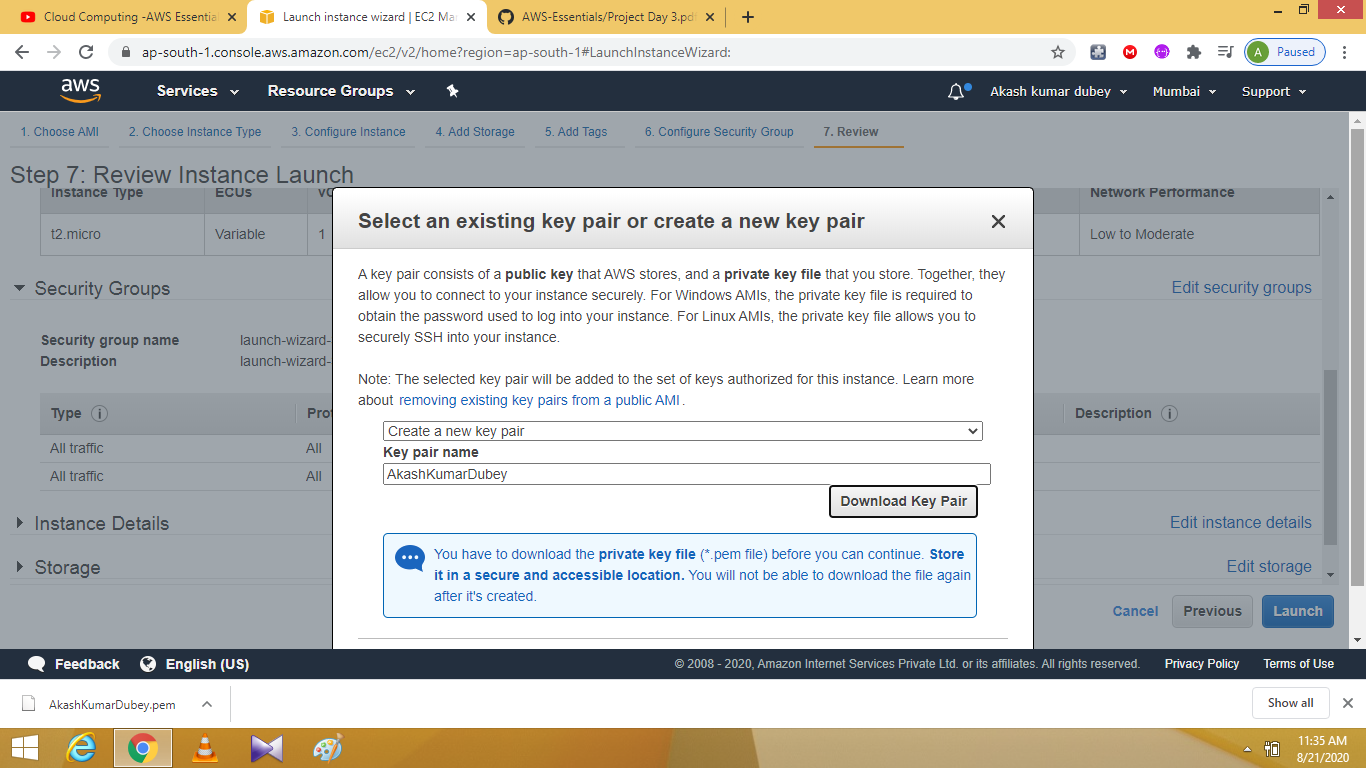 Cloud Computing -AWS Essentia
Launch instance wizard | EC2 Ma
AWS-Essentials/Project Day 3.pdf
ap-south-1.console.aws.amazon.com/ec2/v2/home?region=ap-south-1#LaunchInstanceWizard:
A Paused
aws Services Resource Groups Akash kumar dubey Mumbai Support
1. Choose AMI 2. Choose Instance Type 3. Configure Instance 4. Add Storage 5. Add Tags 6. Configure Security Group 7. Review
Step 7: Review Instance Launch
Instance Type ECUs Network Performance
t2.micro Variable 1 Low to Moderate
Select an existing key pair or create a new key pair
A key pair consists of a public key that AWS stores, and a private key file that you store. Together, they
allow you to connect to your instance securely. For Windows AMIs, the private key file is required to
obtain the password used to log into your instance. For Linux AMIs, the private key file allows you to
securely SSH into your instance.
Note: The selected key pair will be added to the set of keys authorized for this instance. Learn more
about removing existing key pairs from a public AMI .
Create a new key pair
Key pair name
AkashKumarDubey
Download Key Pair
You have to download the private key file (*.pem file) before you can continue. Store
it in a secure and accessible location. You will not be able to download the file again
after it's created.
Security Groups Edit security groups
Security group name launch-wizard-
Description launch-wizard-
Type Pro Description
All traffic All
All traffic All
Instance Details Edit instance details
Storage Edit storage
Cancel Previous Launch
Feedback English (US) © 2008 - 2020, Amazon Internet Services Private Ltd. or its affiliates. All rights reserved. Privacy Policy Terms of Use
AkashKumarDubey.pem Show all
11:35 AM
8/21/2020